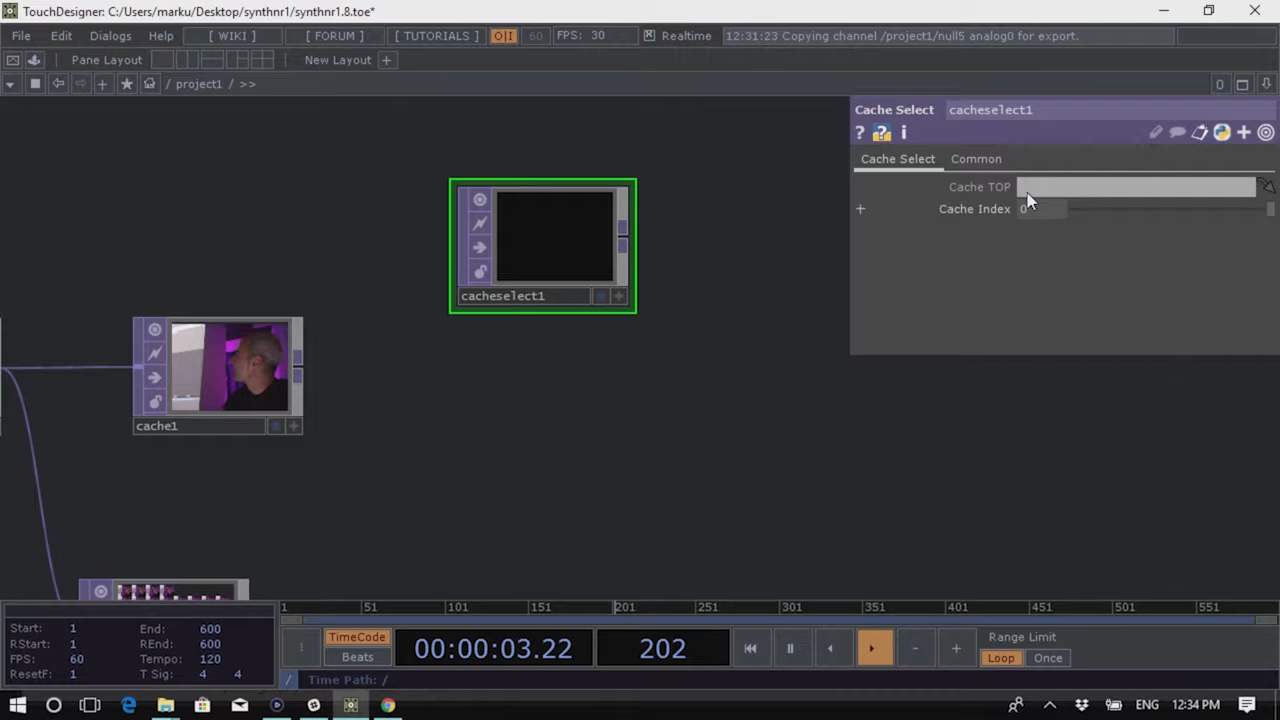 TouchDesigner: C:/Users/marku/Desktop/synthnr1/synthnr1.8.toe*
File Edit Dialogs Help [ WIKI ] [ FORUM ] [ TUTORIALS ] O|I 60 FPS: 30 Realtime 12:31:23 Copying channel /project1/null5 analog0 for export.
Pane Layout New Layout +
/ project1 / >> 0
Cache Select cacheselect1
? ? i
Cache Select Common
Cache TOP
+ Cache Index 0
cacheselect1
cache1
1 51 101 151 201 251 301 351 401 451 501 551
Start: 1 End: 600
RStart: 1 REnd: 600
FPS: 60 Tempo: 120
ResetF: 1 T Sig: 4 4
TimeCode
Beats
00:00:03.22 202
- +
Range Limit
Loop Once
/ Time Path: /
ENG 12:34 PM